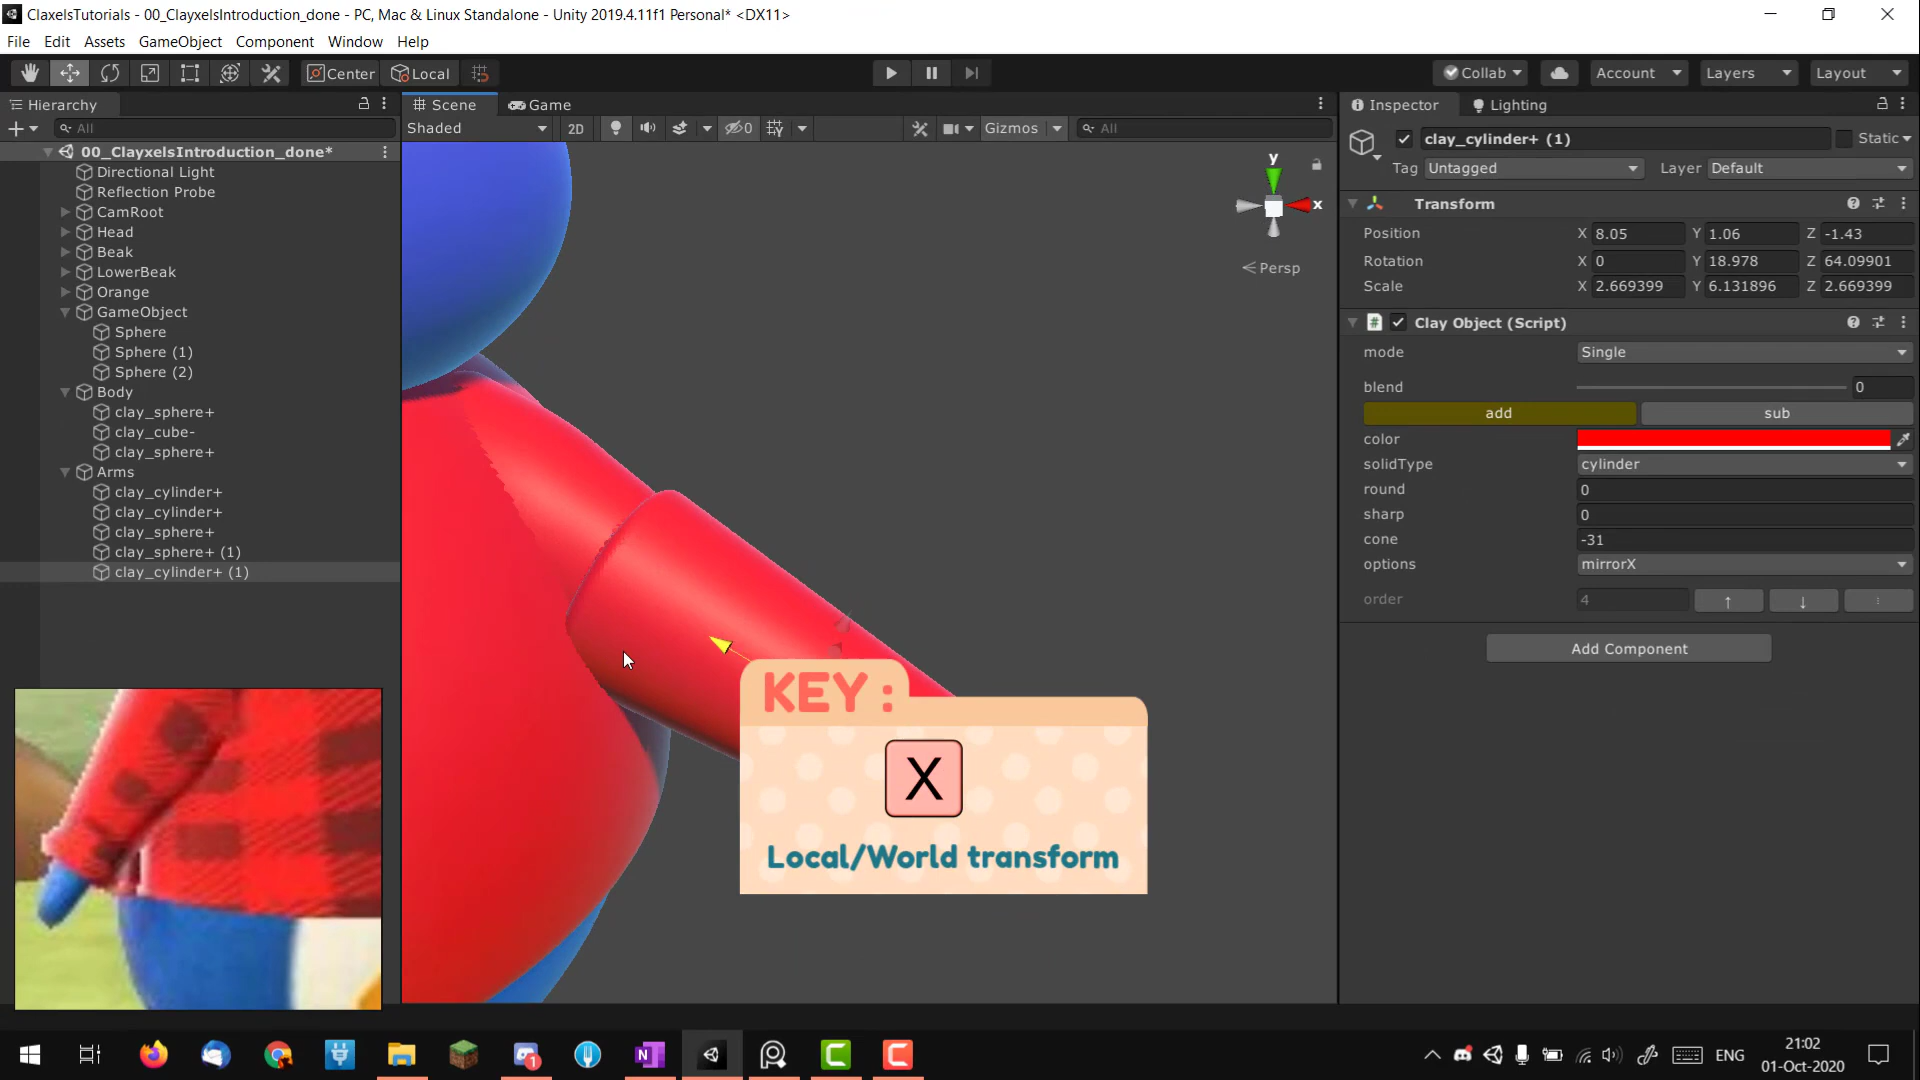 ClaxelsTutorials - 00_ClayxelsIntroduction_done - PC, Mac & Linux Standalone - Unity 2019.4.11f1 Personal* <DX11>
File Edit Assets GameObject Component Window Help
Center Local Collab Account Layers Layout
Hierarchy
All
00_ClayxelsIntroduction_done*
Directional Light
Reflection Probe
CamRoot
Head
Beak
LowerBeak
Orange
GameObject
Sphere
Sphere (1)
Sphere (2)
Body
clay_sphere+
clay_cube-
clay_sphere+
Arms
clay_cylinder+
clay_cylinder+
clay_sphere+
clay_sphere+ (1)
clay_cylinder+ (1)
Scene Game
Shaded 2D 0 Gizmos All
y
x
Persp
KEY :
X
Local/World transform
Inspector Lighting
clay_cylinder+ (1) Static
Tag Untagged Layer Default
Transform
Position X 8.05 Y 1.06 Z -1.43
Rotation X 0 Y 18.978 Z 64.09901
Scale X 2.669399 Y 6.131896 Z 2.669399
Clay Object (Script)
mode Single
blend 0
add sub
color
solidType cylinder
round 0
sharp 0
cone -31
options mirrorX
order 4 ↑ ↓ ⁝
Add Component
ENG
21:02
01-Oct-2020